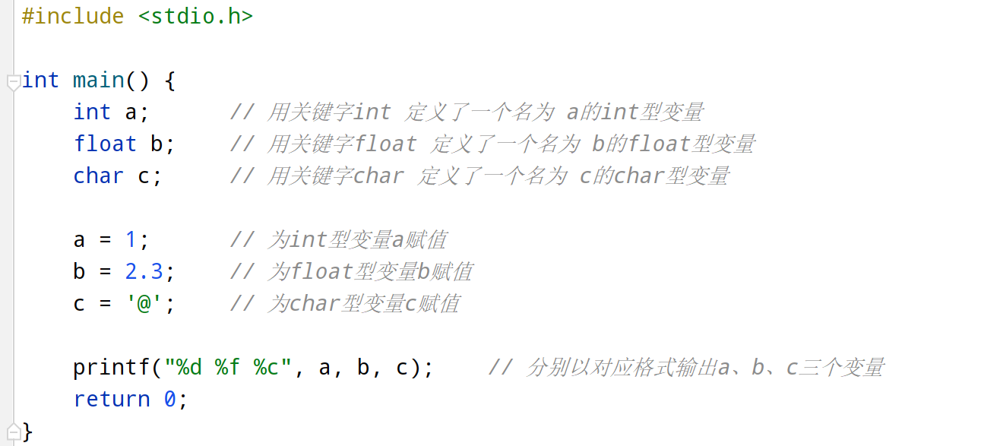 #include <stdio.h>
int main() {
int a; // 用关键字int 定义了一个名为 a的int型变量
float b; // 用关键字float 定义了一个名为 b的float型变量
char c; // 用关键字char 定义了一个名为 c的char型变量
a = 1; // 为int型变量a赋值
b = 2.3; // 为float型变量b赋值
c = '@'; // 为char型变量c赋值
printf("%d %f %c", a, b, c); // 分别以对应格式输出a、b、c三个变量
return 0;
}